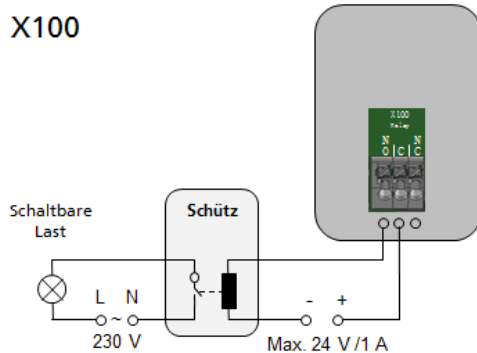 X100
X100
Relay
N N
O C C
Schaltbare
Last
Schütz
L N
~
230 V
- +
Max. 24 V /1 A